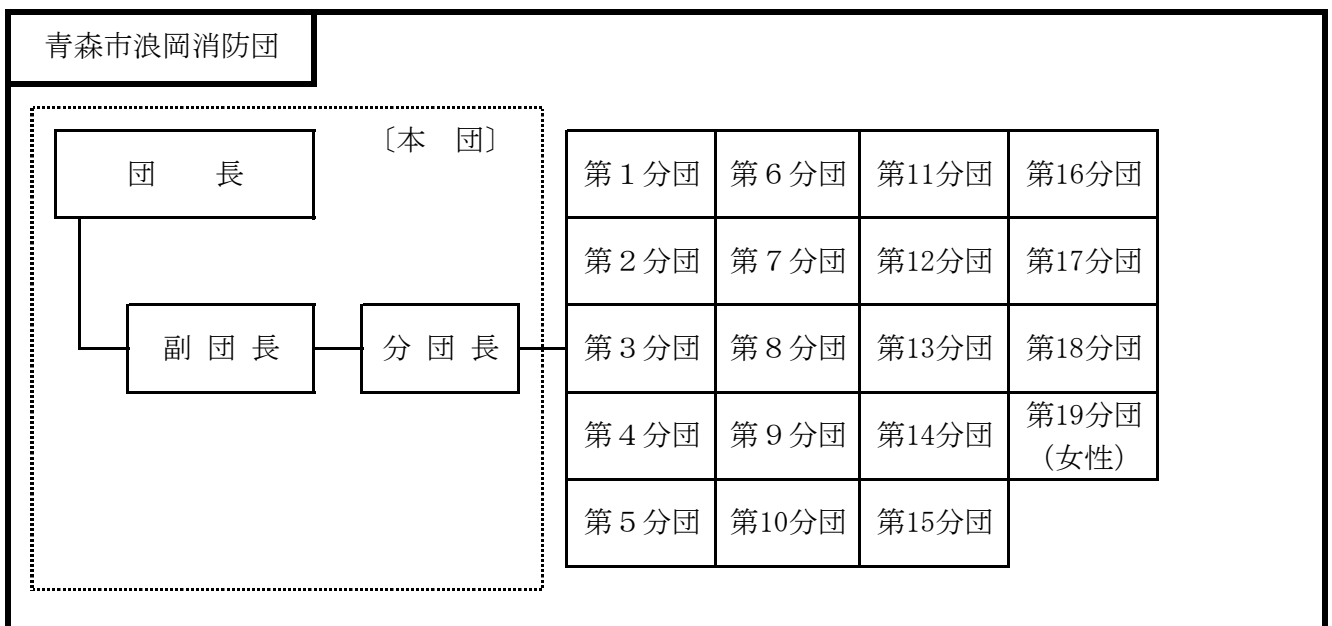 青森市浪岡消防団
〔本　団〕
団　　長
副 団 長
分 団 長
第１分団
第６分団
第11分団
第16分団
第２分団
第７分団
第12分団
第17分団
第３分団
第８分団
第13分団
第18分団
第４分団
第９分団
第14分団
第19分団
（女性）
第５分団
第10分団
第15分団